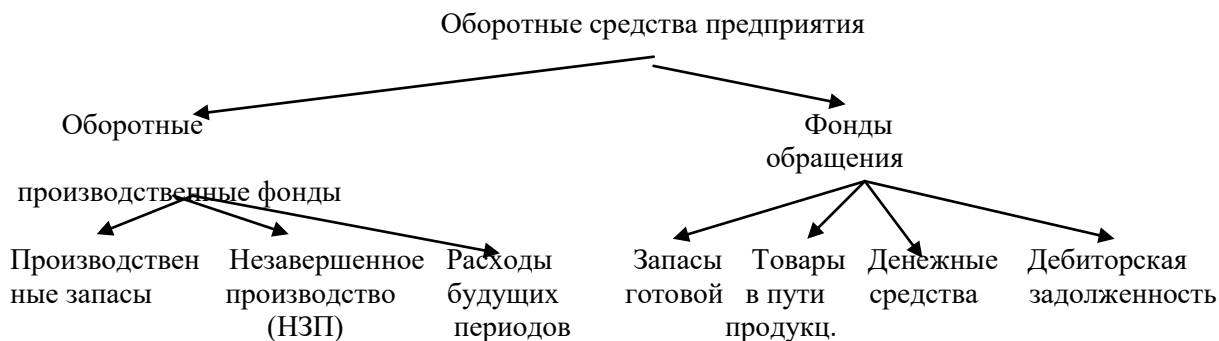 Оборотные средства предприятия
Оборотные
производственные фонды
Фонды
обращения
Производствен
ные запасы
Незавершенное
производство
(НЗП)
Расходы
будущих
периодов
Запасы
готовой
Товары
в пути
продукц.
Денежные
средства
Дебиторская
задолженность